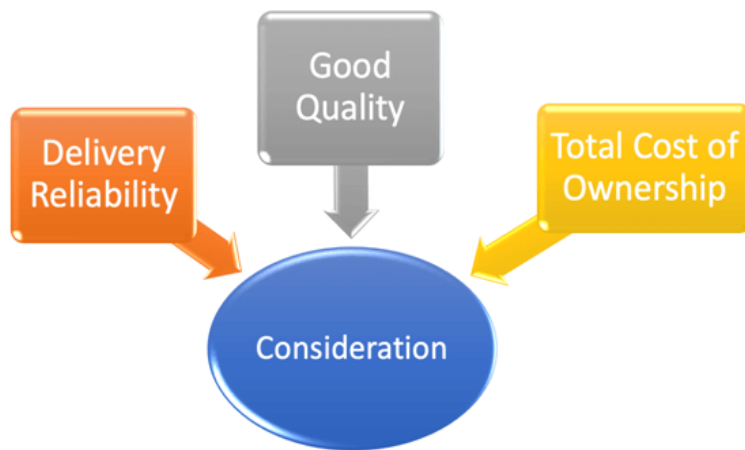 Good
Quality
Delivery
Reliability
Total Cost of
Ownership
Consideration